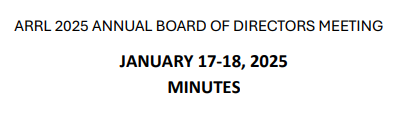 ARRL 2025 ANNUAL BOARD OF DIRECTORS MEETING
JANUARY 17-18, 2025
MINUTES